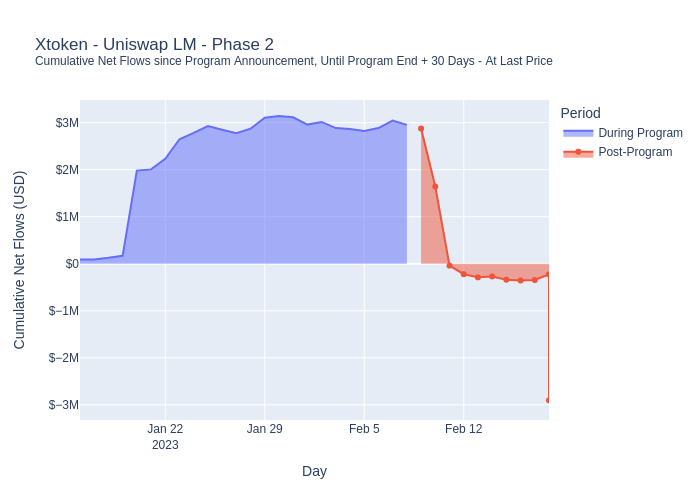 Xtoken - Uniswap LM - Phase 2
Cumulative Net Flows since Program Announcement, Until Program End + 30 Days - At Last Price
Period
During Program
Post-Program
Cumulative Net Flows (USD)
$3M
$2M
$1M
$0
$−1M
$−2M
$−3M
Jan 22
2023
Jan 29
Feb 5
Feb 12
Day